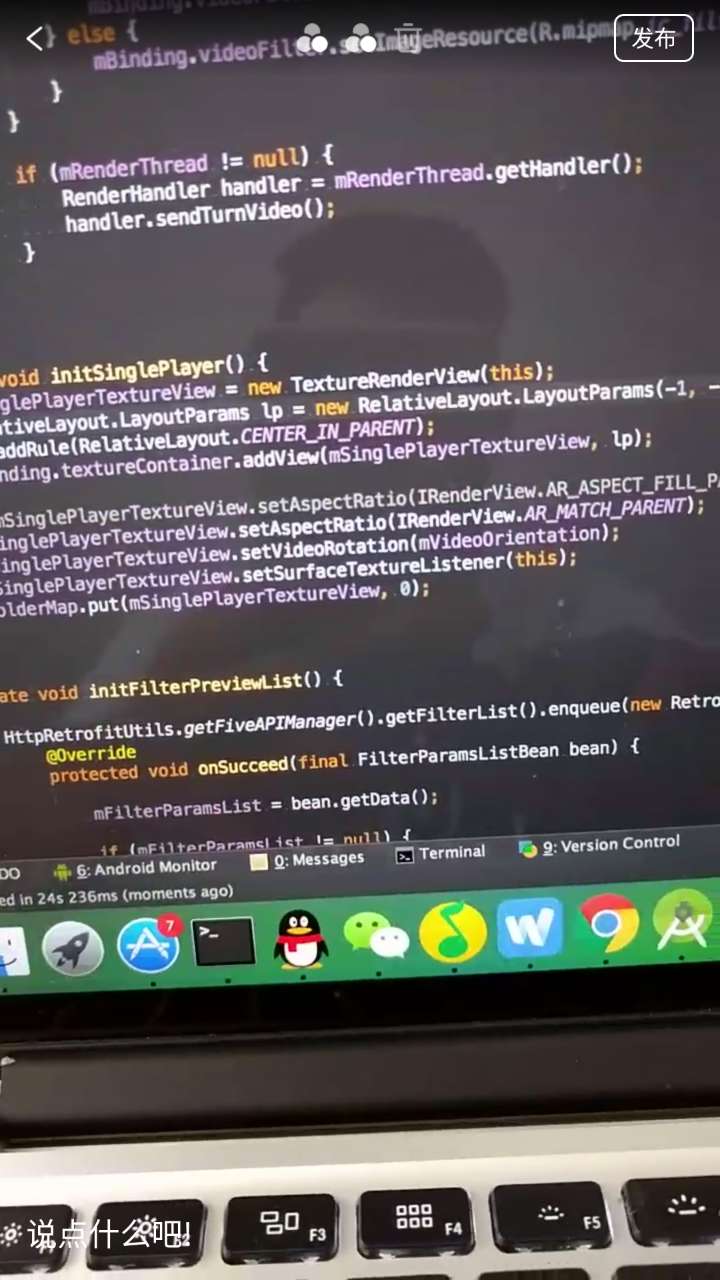 } else {
mBinding.videoFilter.setImageResource(R.mipmap.
发布
}
}
if (mRenderThread != null) {
RenderHandler handler = mRenderThread.getHandler();
handler.sendTurnVideo();
}
void initSinglePlayer() {
glePlayerTextureView = new TextureRenderView(this);
ativeLayout.LayoutParams lp = new RelativeLayout.LayoutParams(-1, -
addRule(RelativeLayout.CENTER_IN_PARENT);
nding.textureContainer.addView(mSinglePlayerTextureView, lp);
mSinglePlayerTextureView.setAspectRatio(IRenderView.AR_ASPECT_FILL_PA
inglePlayerTextureView.setAspectRatio(IRenderView.AR_MATCH_PARENT);
inglePlayerTextureView.setVideoRotation(mVideoOrientation);
SinglePlayerTextureView.setSurfaceTextureListener(this);
olderMap.put(mSinglePlayerTextureView, 0);
ate void initFilterPreviewList() {
HttpRetrofitUtils.getFiveAPIManager().getFilterList().enqueue(new Retro
@Override
protected void onSucceed(final FilterParamsListBean bean) {
mFilterParamsList = bean.getData();
if (mFilterParamsList != null) {
DO 6: Android Monitor 0: Messages Terminal 9: Version Control
ed in 24s 236ms (moments ago)
7
>_
W
说点什么吧!
F2 F3 F4 F5